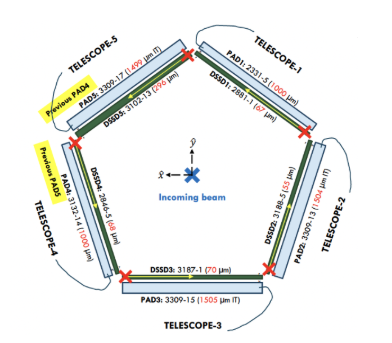 TELESCOPE-5
Previous PAD4
PAD5: 3309-17 (1499 μm IT)
DSSD5: 3102-13 (296 μm)
TELESCOPE-1
PAD1: 2331-5 (1000 μm)
DSSD1: 2881-1 (67 μm)
Previous PAD5
TELESCOPE-4
PAD4: 3132-14 (1000 μm)
DSSD4: 2846-5 (68 μm)
ŷ
x̂
Incoming beam
DSSD2: 3188-5 (55 μm)
PAD2: 3309-13 (1504 μm IT)
TELESCOPE-2
DSSD3: 3187-1 (70 μm)
PAD3: 3309-15 (1505 μm IT)
TELESCOPE-3